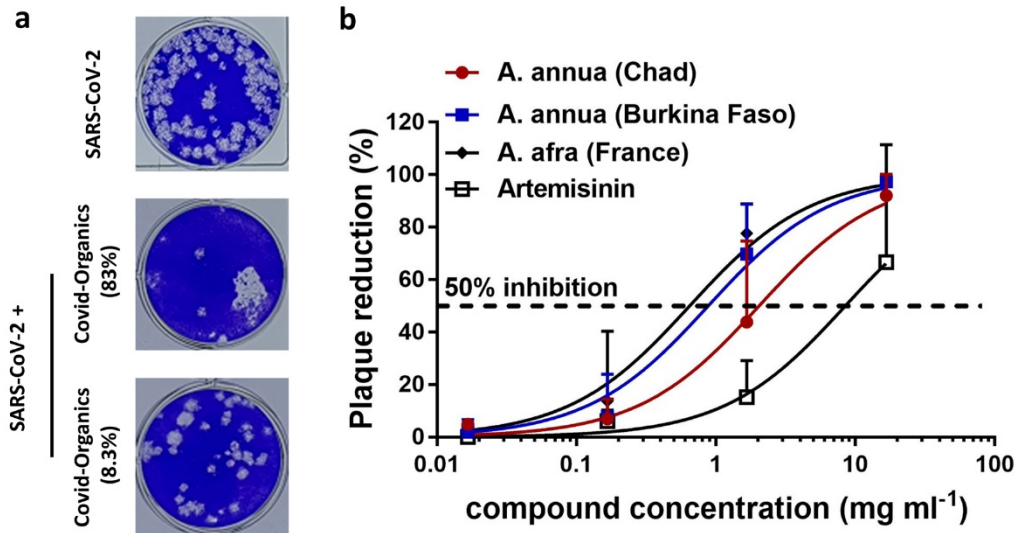 a
SARS-CoV-2
SARS-CoV-2 +
Covid-Organics
(83%)
Covid-Organics
(8.3%)
b
A. annua (Chad)
A. annua (Burkina Faso)
A. afra (France)
Artemisinin
Plaque reduction (%)
120
100
80
60
40
20
0
50% inhibition
0.01 0.1 1 10 100
compound concentration (mg ml⁻¹)